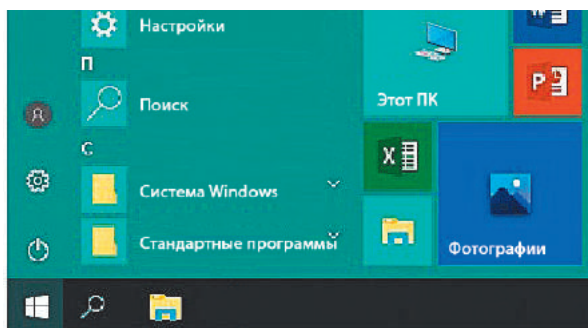 Настройки
П
Поиск
С
Система Windows
Стандартные программы
Этот ПК
W
P
X
Фотографии